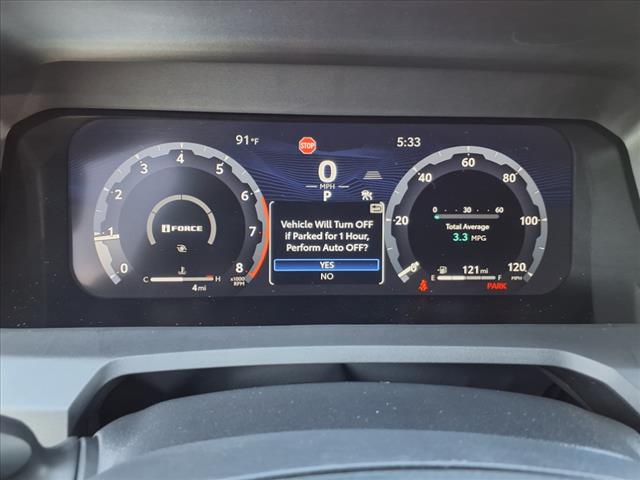 91°F
STOP
5:33
0
MPH
P
0
1
2
3
4
5
6
7
8
x1000
RPM
i FORCE
C
H
4 mi
Vehicle Will Turn OFF
if Parked for 1 Hour,
Perform Auto OFF?
YES
NO
0
20
40
60
80
100
120
MPH
0 30 60
Total Average
3.3 MPG
121 mi
E
F
PARK